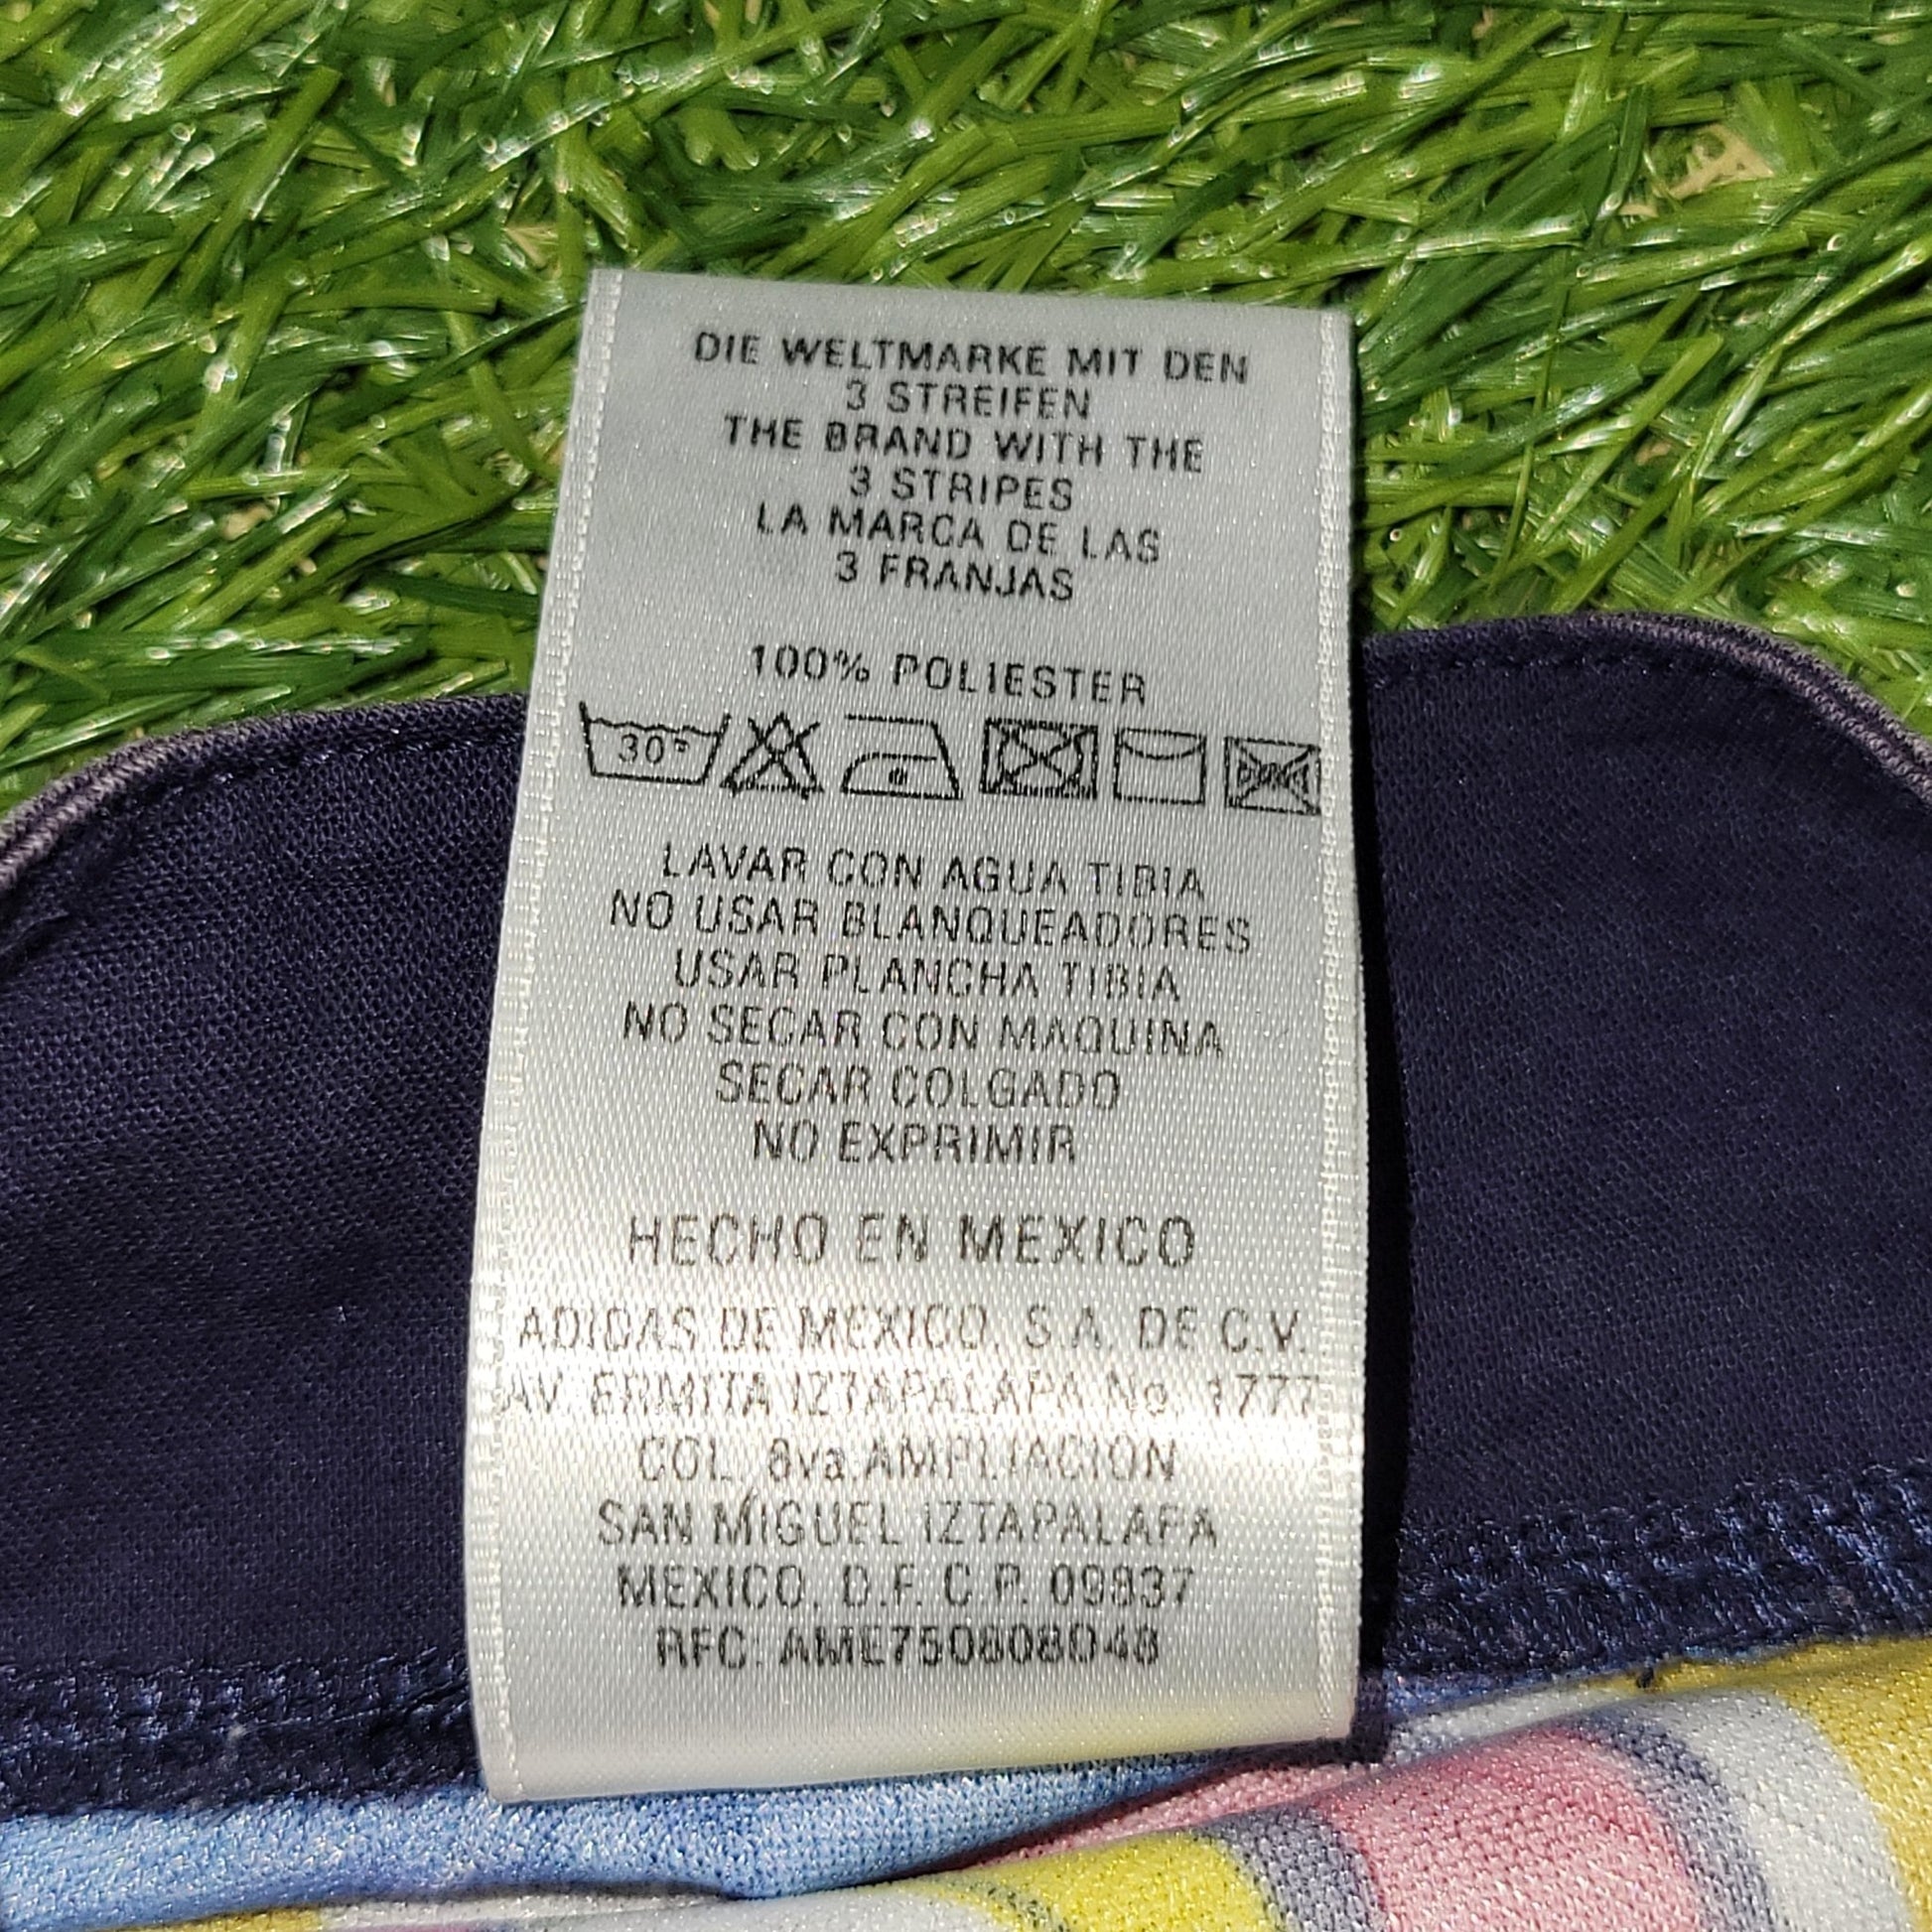 DIE WELTMARKE MIT DEN
3 STREIFEN
THE BRAND WITH THE
3 STRIPES
LA MARCA DE LAS
3 FRANJAS
100% POLIESTER
30°
LAVAR CON AGUA TIBIA
NO USAR BLANQUEADORES
USAR PLANCHA TIBIA
NO SECAR CON MAQUINA
SECAR COLGADO
NO EXPRIMIR
HECHO EN MEXICO
ADIDAS DE MEXICO, S.A. DE C.V.
AV. ERMITA IZTAPALAPA No. 1777
COL. 8va. AMPLIACION
SAN MIGUEL IZTAPALAPA
MEXICO, D.F. C.P. 09837
RFC: AME750808048